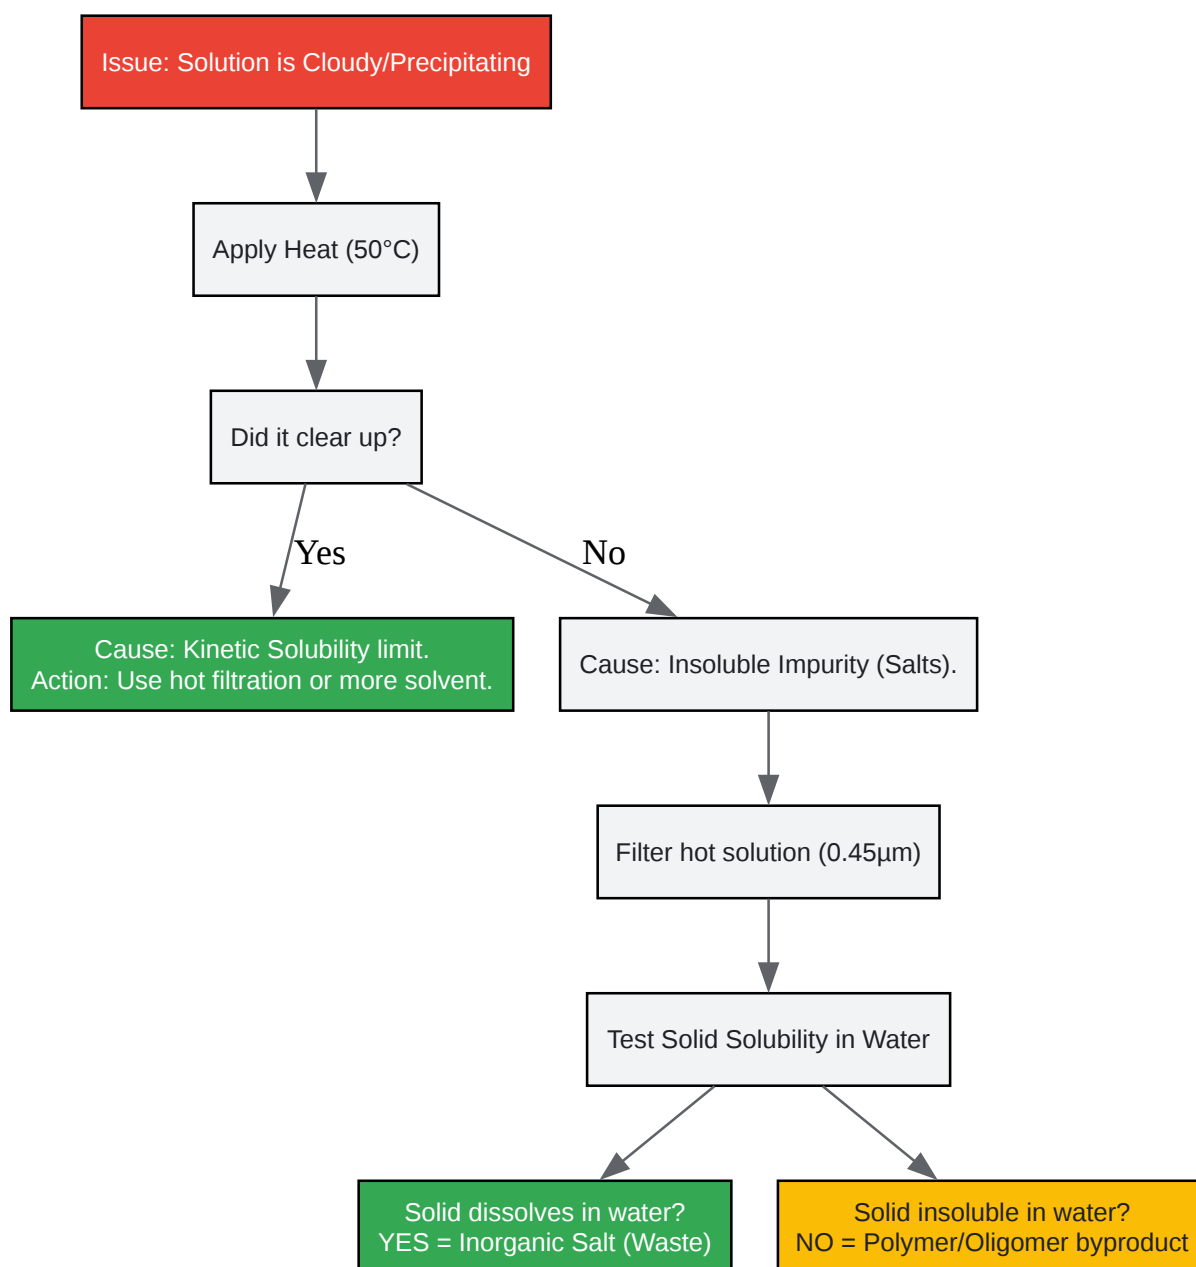 Issue: Solution is Cloudy/Precipitating
Apply Heat (50°C)
Did it clear up?
Yes
No
Cause: Kinetic Solubility limit.
Action: Use hot filtration or more solvent.
Cause: Insoluble Impurity (Salts).
Filter hot solution (0.45µm)
Test Solid Solubility in Water
Solid dissolves in water?
YES = Inorganic Salt (Waste)
Solid insoluble in water?
NO = Polymer/Oligomer byproduct